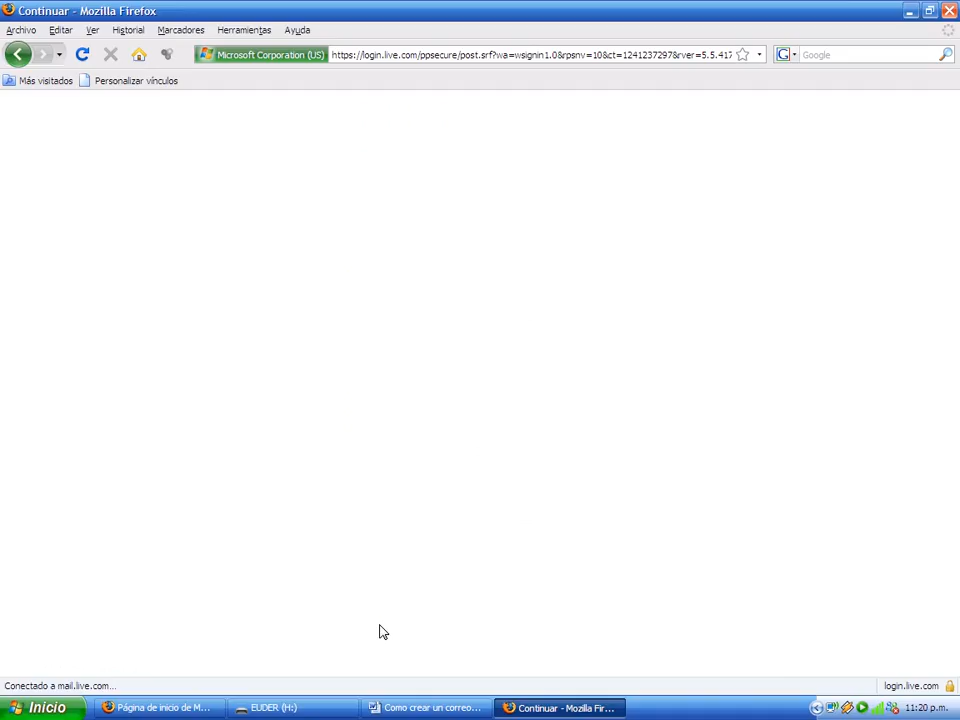 Continuar - Mozilla Firefox
Archivo Editar Ver Historial Marcadores Herramientas Ayuda
Microsoft Corporation (US) https://login.live.com/ppsecure/post.srf?wa=wsignin1.0&rpsnv=10&ct=1241237297&rver=5.5.417 Google
Más visitados Personalizar vínculos
Conectado a mail.live.com... login.live.com
Inicio Página de inicio de M... EUDER (H:) Como crear un correo... Continuar - Mozilla Fir... 11:20 p.m.